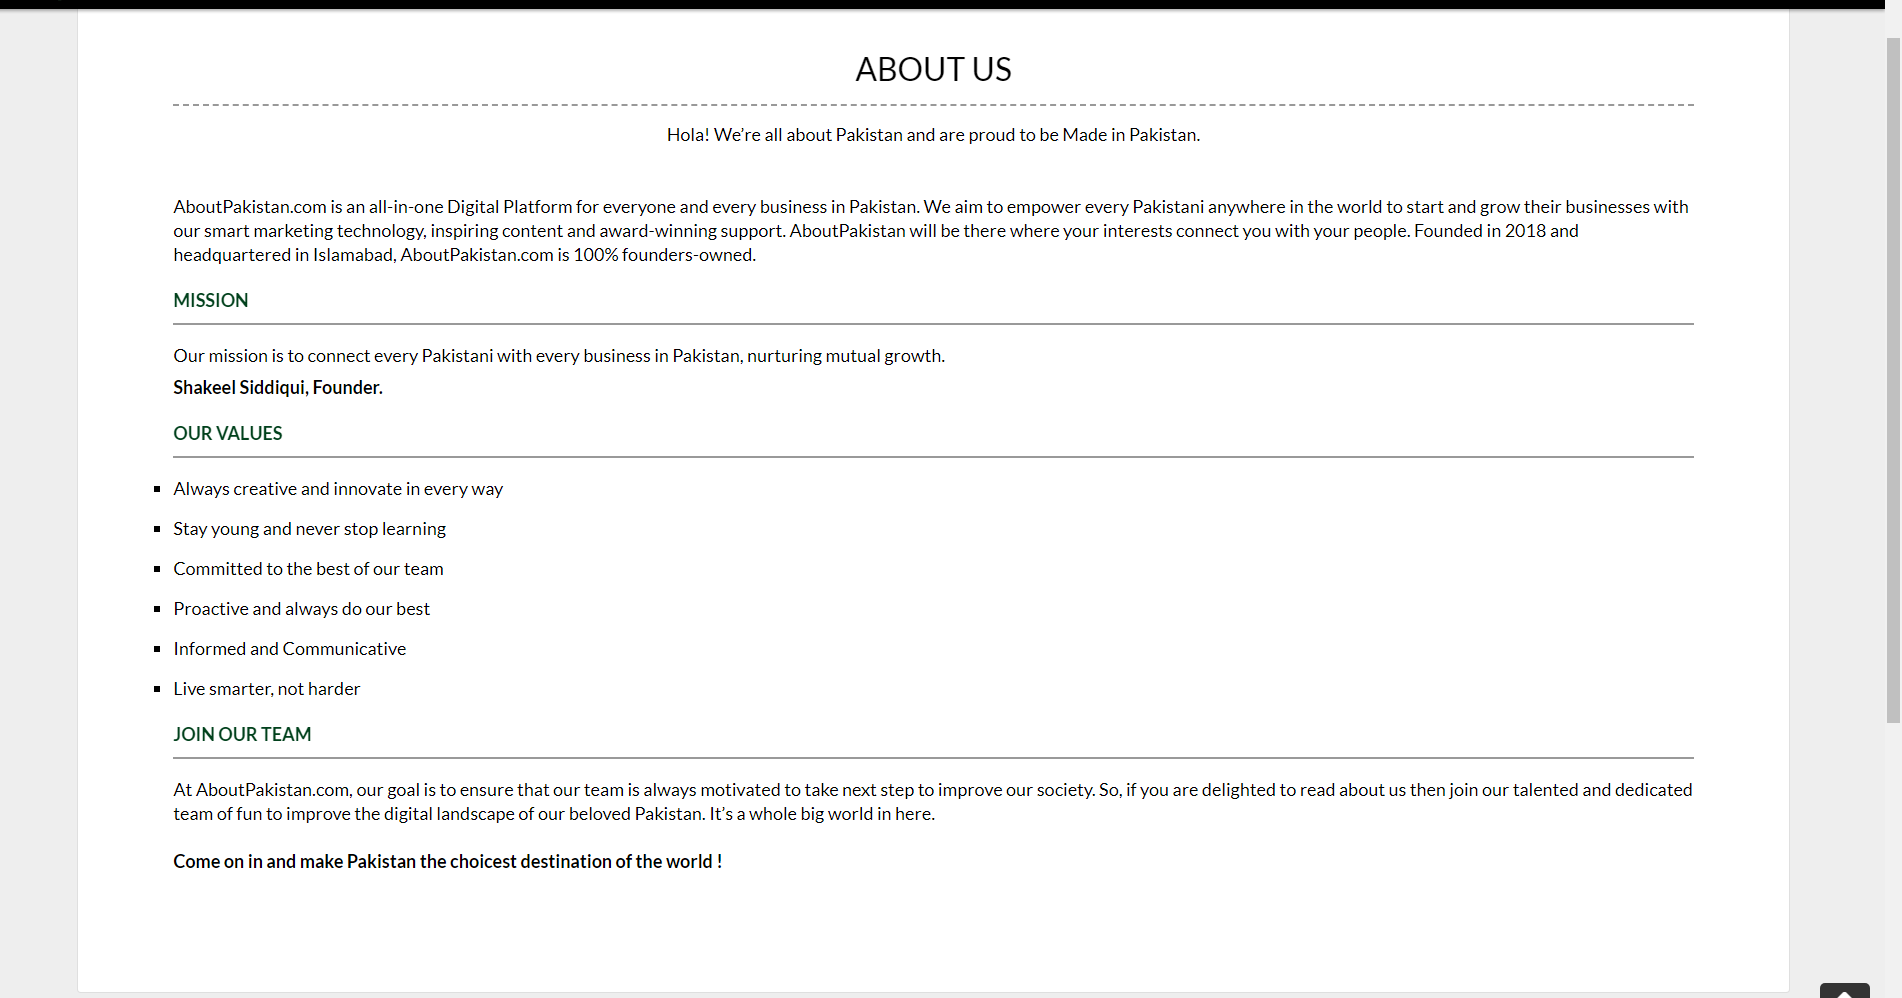 ABOUT US
Hola! We’re all about Pakistan and are proud to be Made in Pakistan.
AboutPakistan.com is an all-in-one Digital Platform for everyone and every business in Pakistan. We aim to empower every Pakistani anywhere in the world to start and grow their businesses with
our smart marketing technology, inspiring content and award-winning support. AboutPakistan will be there where your interests connect you with your people. Founded in 2018 and
headquartered in Islamabad, AboutPakistan.com is 100% founders-owned.
MISSION
Our mission is to connect every Pakistani with every business in Pakistan, nurturing mutual growth.
Shakeel Siddiqui, Founder.
OUR VALUES
Always creative and innovate in every way
Stay young and never stop learning
Committed to the best of our team
Proactive and always do our best
Informed and Communicative
Live smarter, not harder
JOIN OUR TEAM
At AboutPakistan.com, our goal is to ensure that our team is always motivated to take next step to improve our society. So, if you are delighted to read about us then join our talented and dedicated
team of fun to improve the digital landscape of our beloved Pakistan. It’s a whole big world in here.
Come on in and make Pakistan the choicest destination of the world !